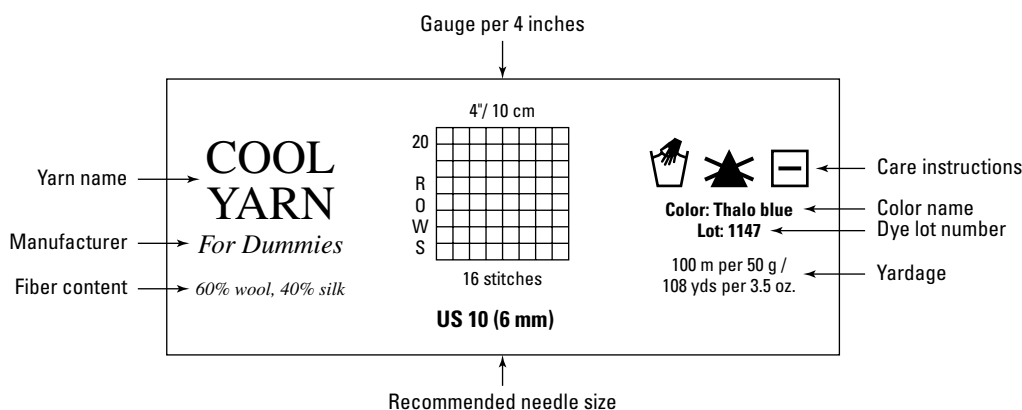 Gauge per 4 inches
4"/ 10 cm
20
R
O
W
S
16 stitches
US 10 (6 mm)
COOL
YARN
For Dummies
60% wool, 40% silk
Yarn name
Manufacturer
Fiber content
Color: Thalo blue
Lot: 1147
100 m per 50 g /
108 yds per 3.5 oz.
Care instructions
Color name
Dye lot number
Yardage
Recommended needle size